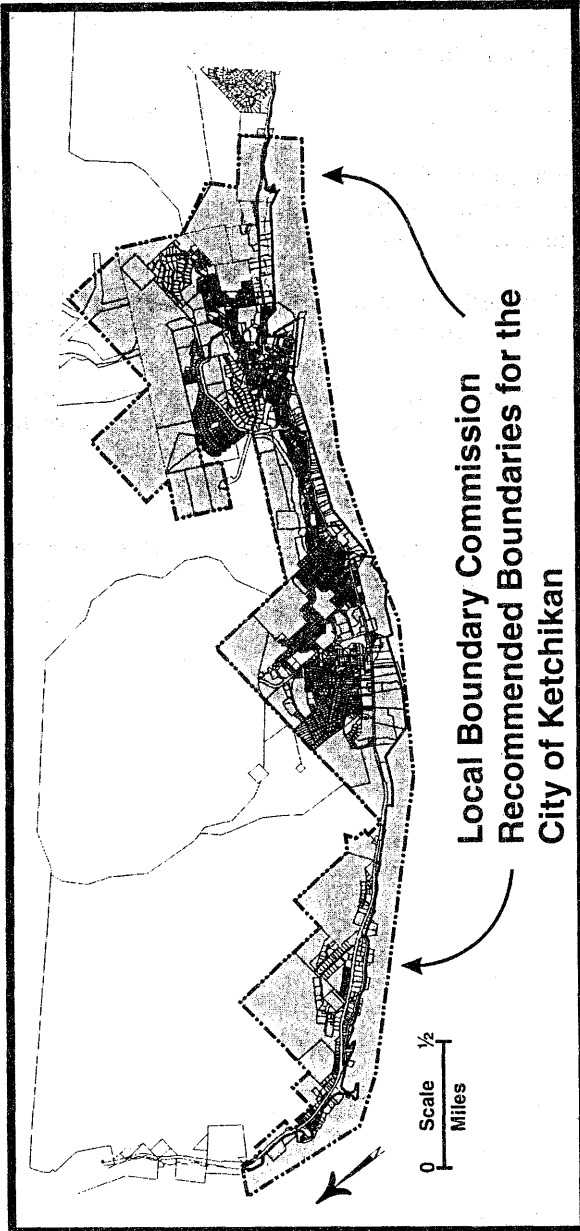 Local Boundary Commission
Recommended Boundaries for the
City of Ketchikan
0 Scale ½
Miles